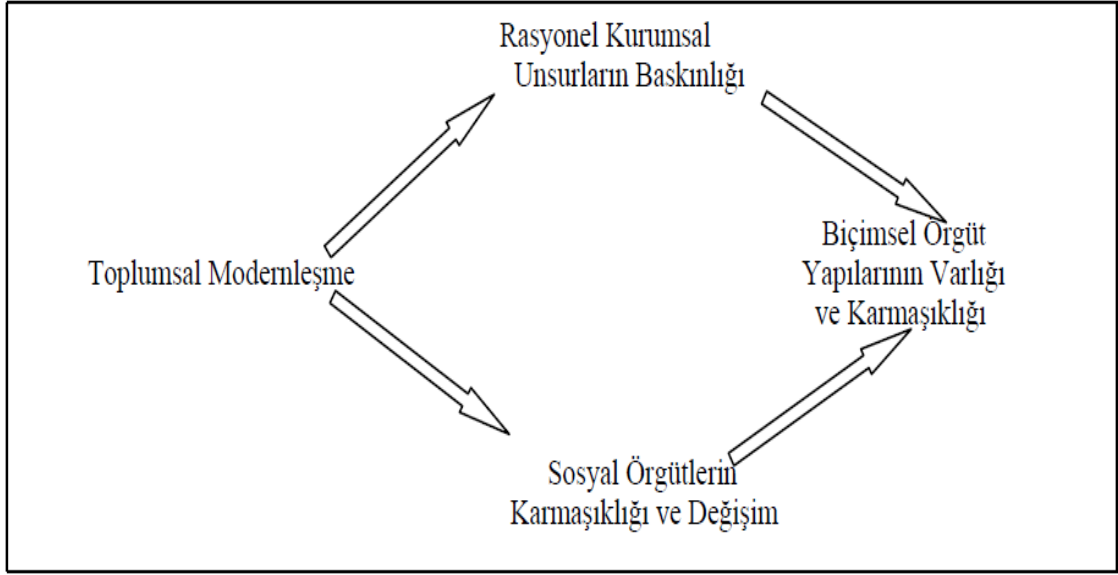 Rasyonel Kurumsal
Unsurların Baskınlığı
Toplumsal Modernleşme
Biçimsel Örgüt
Yapılarının Varlığı
ve Karmaşıklığı
Sosyal Örgütlerin
Karmaşıklığı ve Değişim